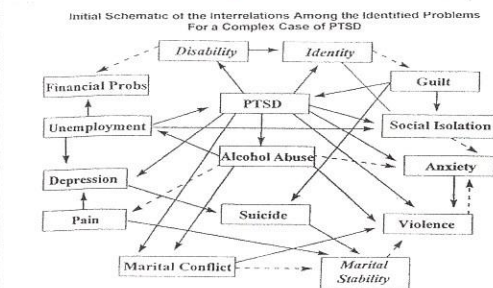 Initial Schematic of the Interrelations Among the Identified Problems
For a Complex Case of PTSD
Disability
Identity
Financial Probs
Guilt
PTSD
Unemployment
Social Isolation
Alcohol Abuse
Anxiety
Depression
Pain
Suicide
Violence
Marital Conflict
Marital
Stability